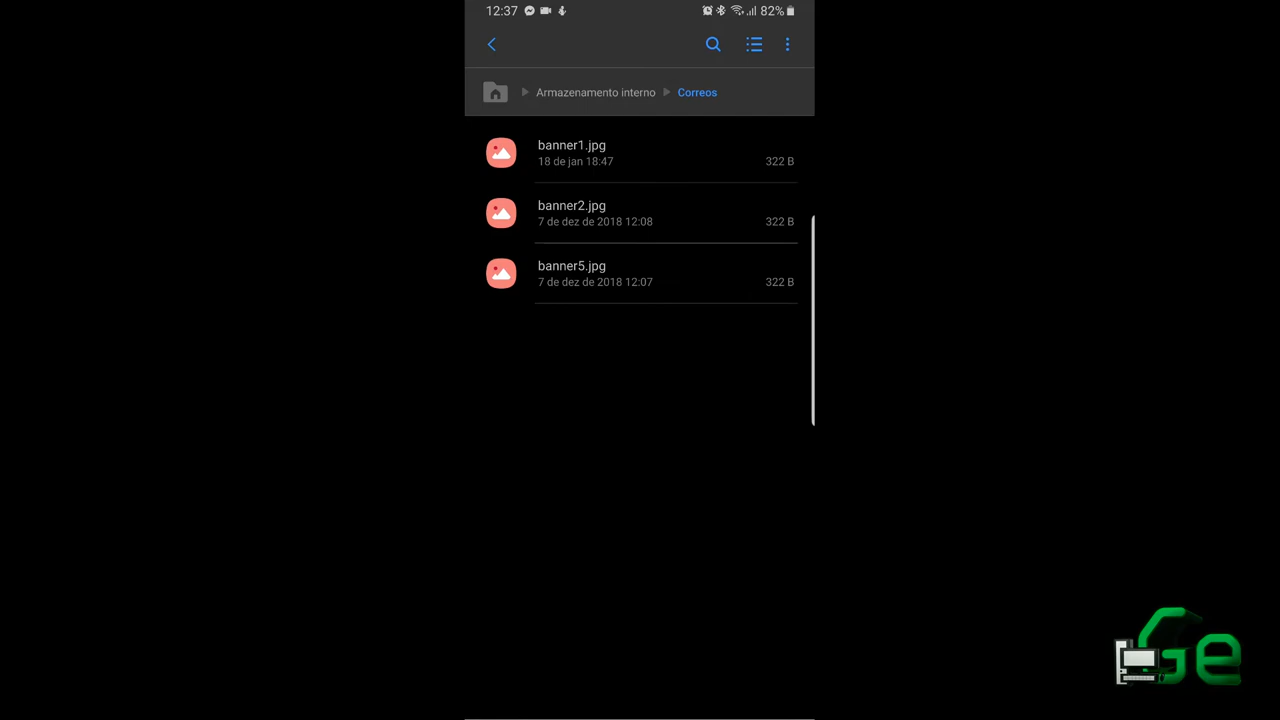 12:37 82%
Armazenamento interno Correos
banner1.jpg
18 de jan 18:47 322 B
banner2.jpg
7 de dez de 2018 12:08 322 B
banner5.jpg
7 de dez de 2018 12:07 322 B
Ge